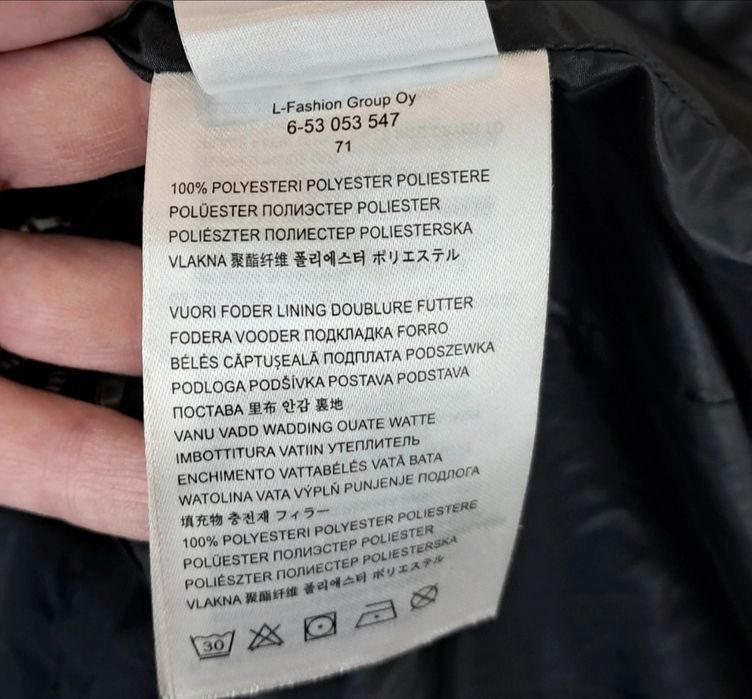 L-Fashion Group Oy
6-53 053 547
71
100% POLYESTERI POLYESTER POLIESTERE
POLÜESTER ПОЛИЭСТЕР POLIESTER
POLIÉSZTER ПОЛИЕСТЕР POLIESTERSKA
VLAKNA 聚酯纤维 폴리에스터 ポリエステル
VUORI FODER LINING DOUBLURE FUTTER
FODERA VOODER ПОДКЛАДКА FORRO
BÉLÉS CĂPTUŞEALĂ ПОДПЛАТА PODSZEWKA
PODLOGA PODŠÍVKA POSTAVA PODSTAVA
ПОСТАВА 里布 안감 裏地
VANU VADD WADDING OUATE WATTE
IMBOTTITURA VATIIN УТЕПЛИТЕЛЬ
ENCHIMENTO VATTABÉLÉS VATĂ ВАТА
WATOLINA VATA VÝPLŇ PUNJENJE ПОДЛОГА
填充物 충전재 フィラー
100% POLYESTERI POLYESTER POLIESTERE
POLÜESTER ПОЛИЭСТЕР POLIESTER
POLIÉSZTER ПОЛИЕСТЕР POLIESTERSKA
VLAKNA 聚酯纤维 폴리에스터 ポリエステル
30